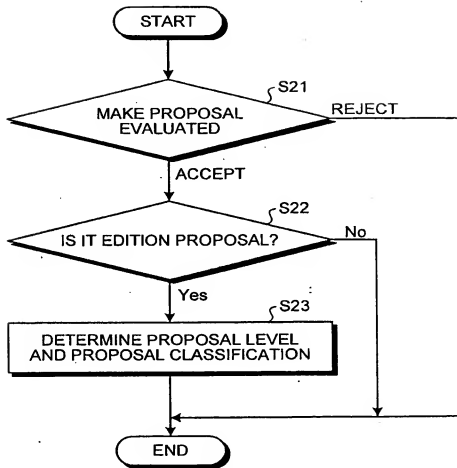 START
S21
MAKE PROPOSAL
EVALUATED
REJECT
ACCEPT
S22
IS IT EDITION PROPOSAL?
No
Yes
S23
DETERMINE PROPOSAL LEVEL
AND PROPOSAL CLASSIFICATION
END